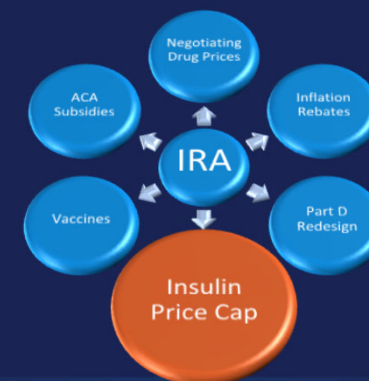 Negotiating
Drug Prices
ACA
Subsidies
Inflation
Rebates
IRA
Vaccines
Part D
Redesign
Insulin
Price Cap